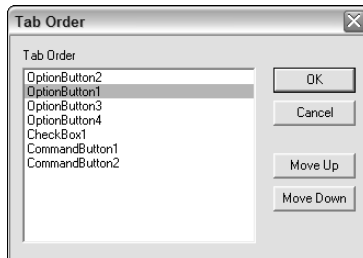 Tab Order
Tab Order
OptionButton2
OptionButton1
OptionButton3
OptionButton4
CheckBox1
CommandButton1
CommandButton2
OK
Cancel
Move Up
Move Down